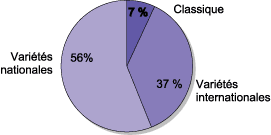 Classique
7 %
Variétés
nationales
56%
37 %
Variétés
internationales